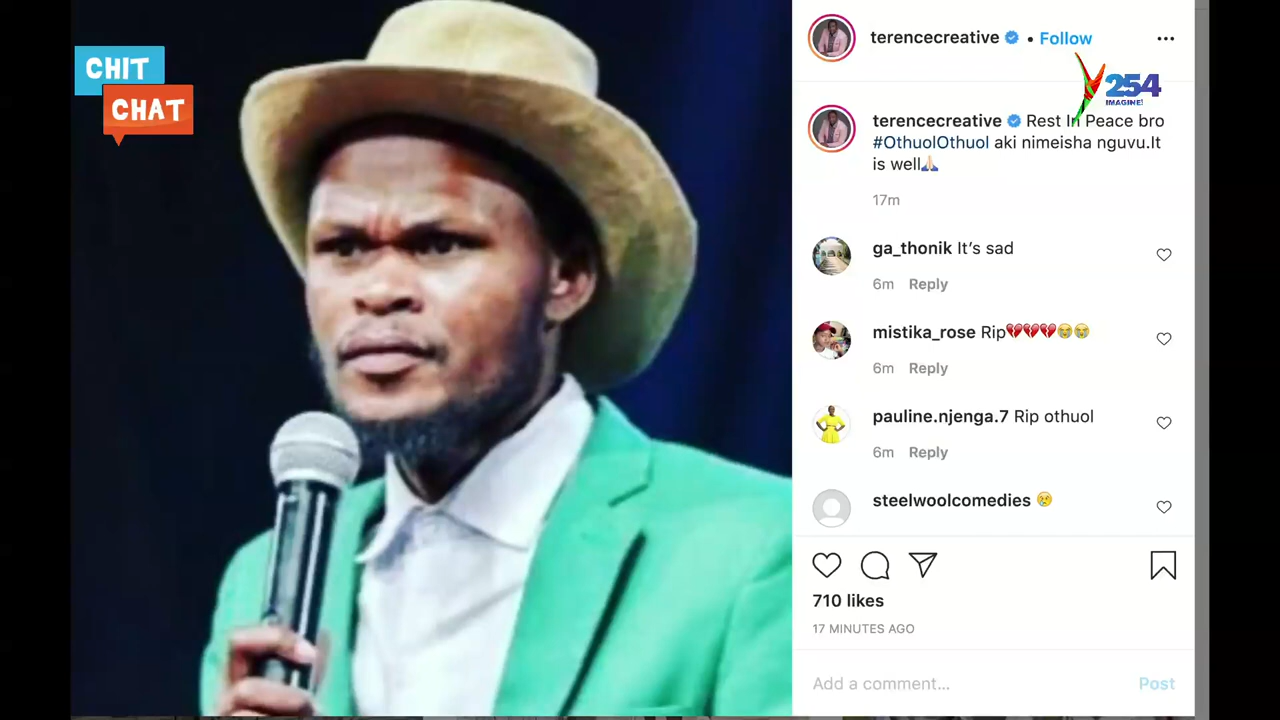 CHIT
CHAT
terencecreative • Follow
254
IMAGINE!
terencecreative Rest In Peace bro
#OthuolOthuol aki nimeisha nguvu.It
is well🙏🏻
17m
ga_thonik It's sad
6m Reply
mistika_rose Rip💔💔💔😭😭
6m Reply
pauline.njenga.7 Rip othuol
6m Reply
steelwoolcomedies 😢
710 likes
17 MINUTES AGO
Add a comment... Post